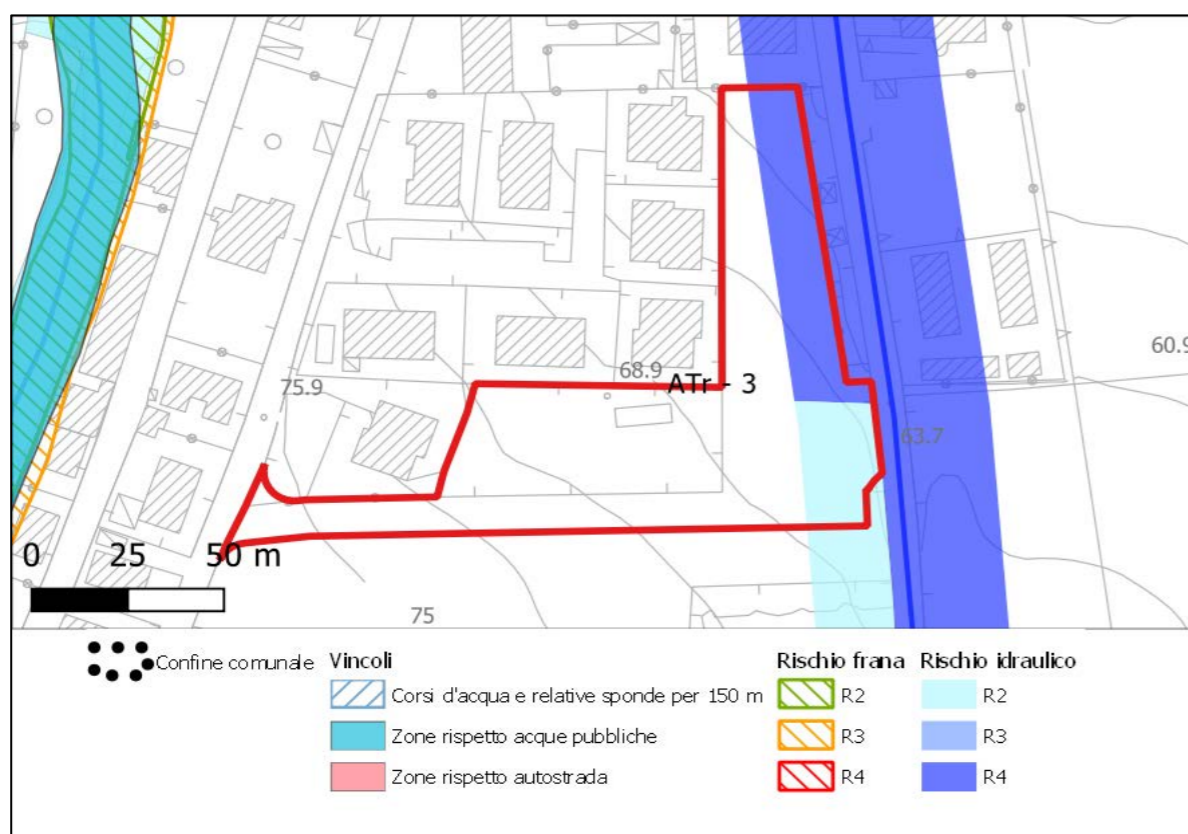 60.9
68.9
ATr - 3
75.9
63.7
0 25 50 m
75
Confine comunale
Vincoli
Corsi d'acqua e relative sponde per 150 m
Zone rispetto acque pubbliche
Zone rispetto autostrada
Rischio frana
R2
R3
R4
Rischio idraulico
R2
R3
R4